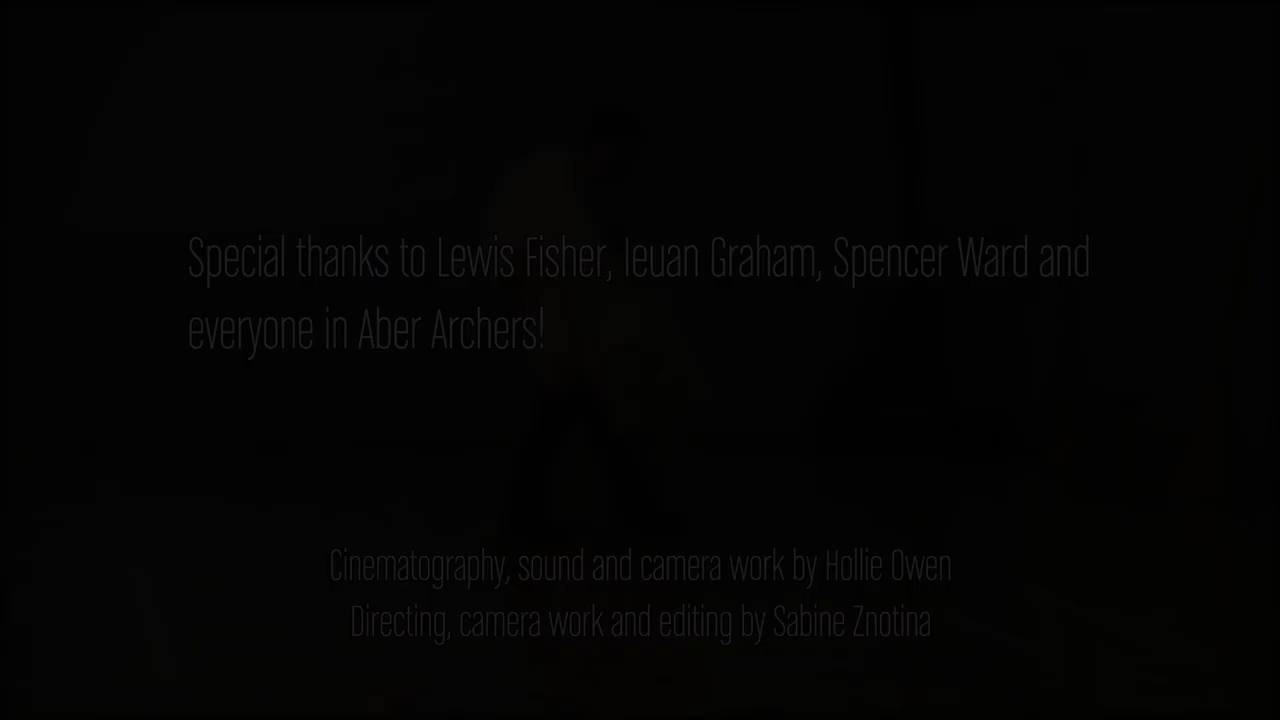 Special thanks to Lewis Fisher, Ieuan Graham, Spencer Ward and
everyone in Aber Archers!
Cinematography, sound and camera work by Hollie Owen
Directing, camera work and editing by Sabine Znotina